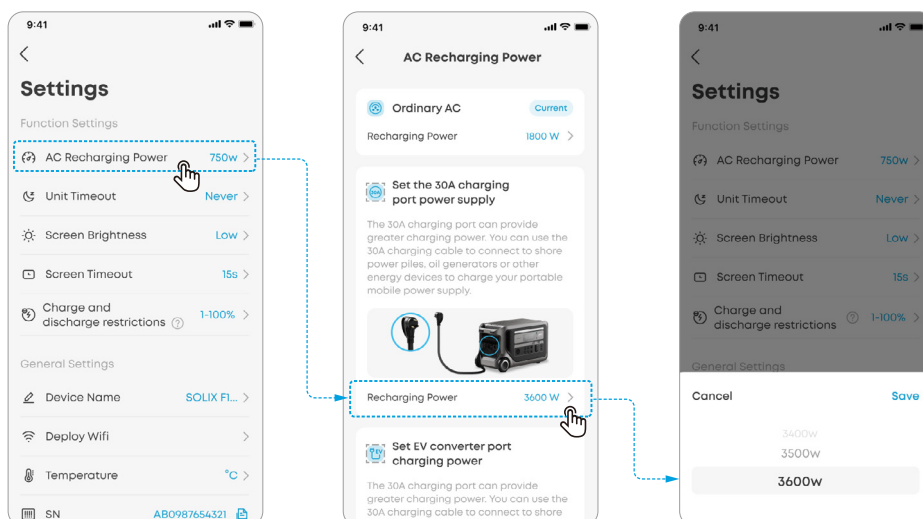 9:41
Settings
Function Settings
AC Recharging Power 750w
Unit Timeout Never
Screen Brightness Low
Screen Timeout 15s
Charge and
discharge restrictions ? 1-100%
General Settings
Device Name SOLIX F1...
Deploy Wifi
Temperature °C
SN AB0987654321
9:41
AC Recharging Power
Ordinary AC Current
Recharging Power 1800 W
30A
Set the 30A charging
port power supply
The 30A charging port can provide
greater charging power. You can use the
30A charging cable to connect to shore
power piles, oil generators or other
energy devices to charge your portable
mobile power supply.
Recharging Power 3600 W
EV
Set EV converter port
charging power
The 30A charging port can provide
greater charging power. You can use the
30A charging cable to connect to shore
9:41
Settings
Function Settings
AC Recharging Power 750w
Unit Timeout Never
Screen Brightness Low
Screen Timeout 15s
Charge and
discharge restrictions ? 1-100%
General Settings
Cancel Save
3400w
3500w
3600w